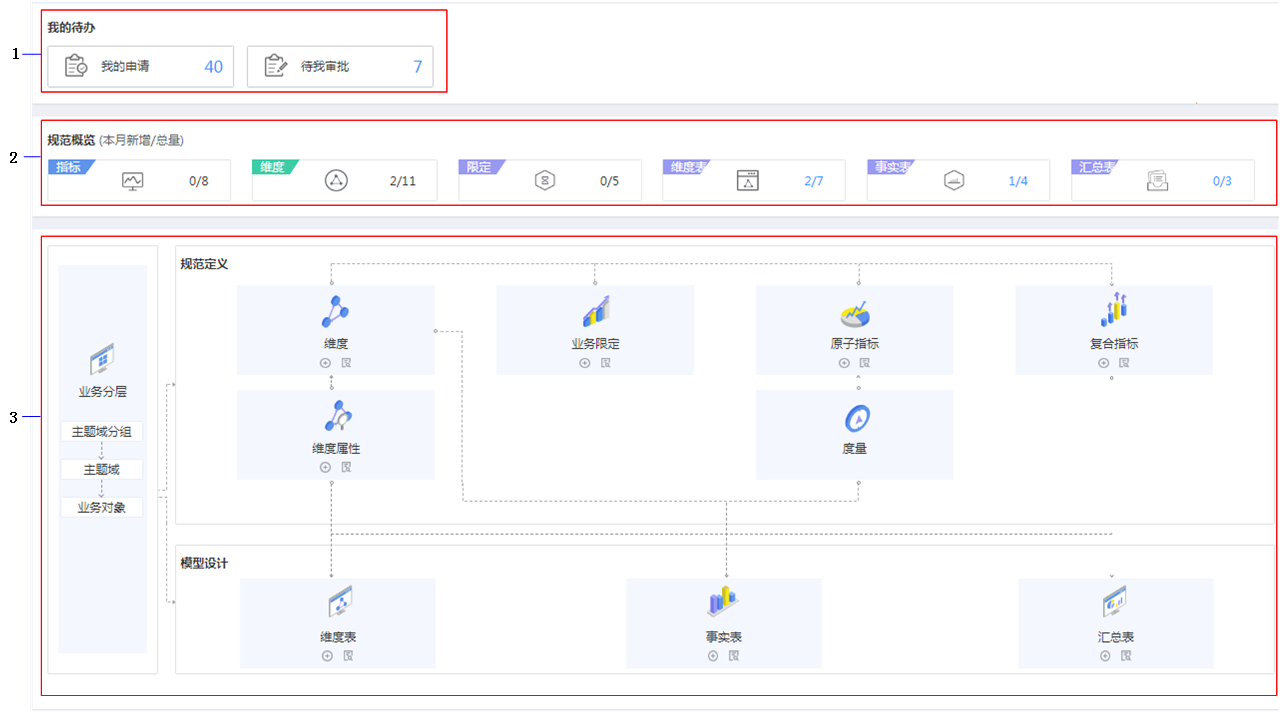 1
我的待办
我的申请 40 待我审批 7
2
规范概览 (本月新增/总量)
指标 0/8 维度 2/11 限定 0/5 维度表 2/7 事实表 1/4 汇总表 0/3
3
业务分层
主题域分组
主题域
业务对象
规范定义
维度 业务限定 原子指标 复合指标
维度属性 度量
模型设计
维度表 事实表 汇总表